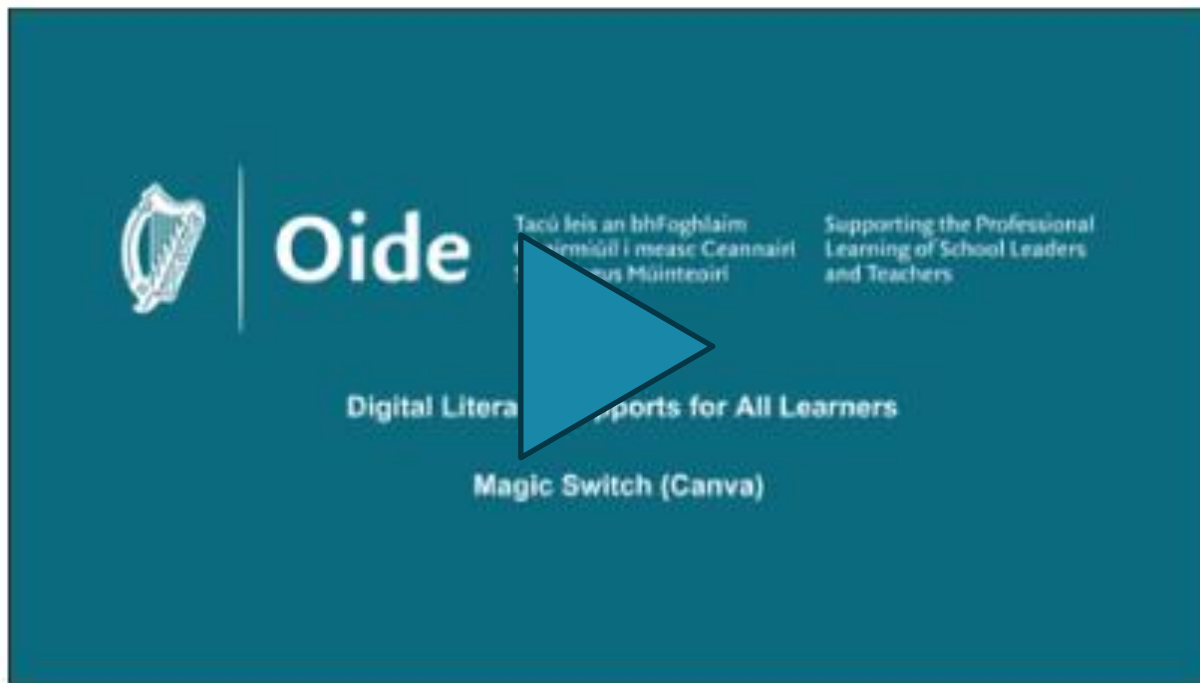 Oide
Tacú leis an bhFoghlaim
i measc Ceannairí
Múinteoirí
Supporting the Professional
Learning of School Leaders
and Teachers
Digital for All Learners
Magic Switch (Canva)